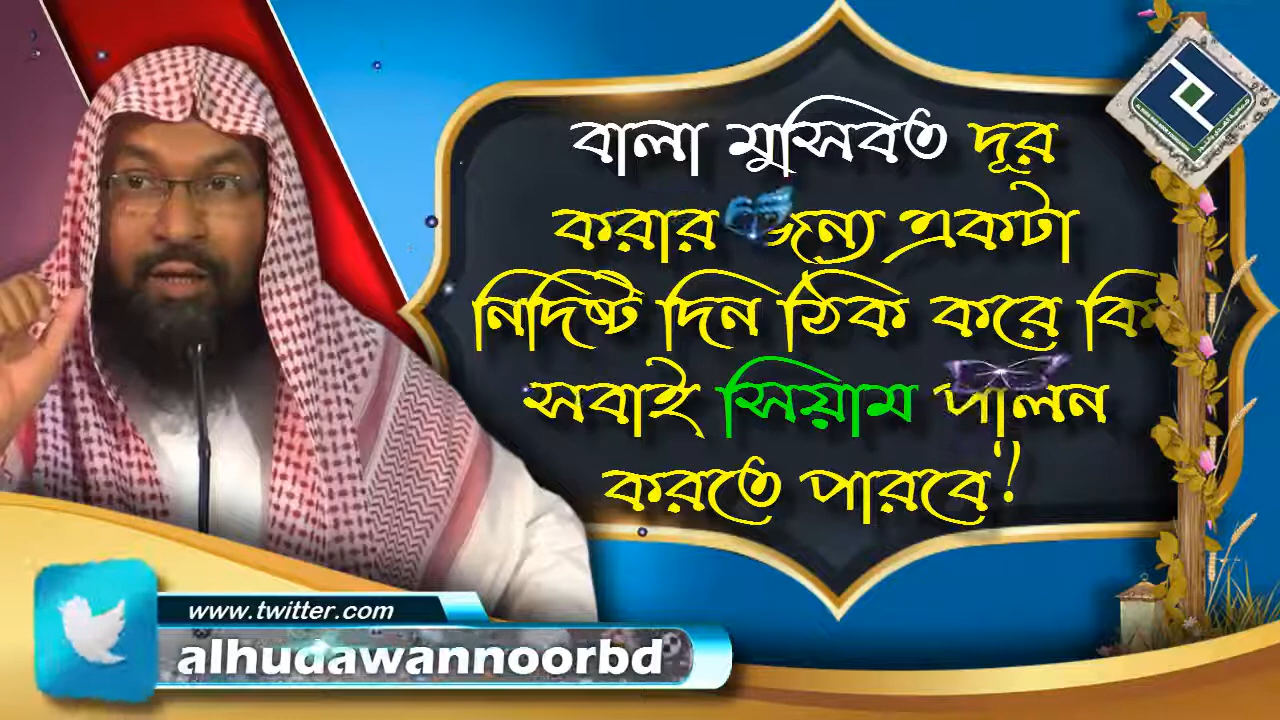 বালা মুসিবত দূর
করার জন্য একটা
নির্দিষ্ট দিন ঠিক করে কি
সবাই সিয়াম পালন
করতে পারবে?
www.twitter.com
alhudawannoorbd